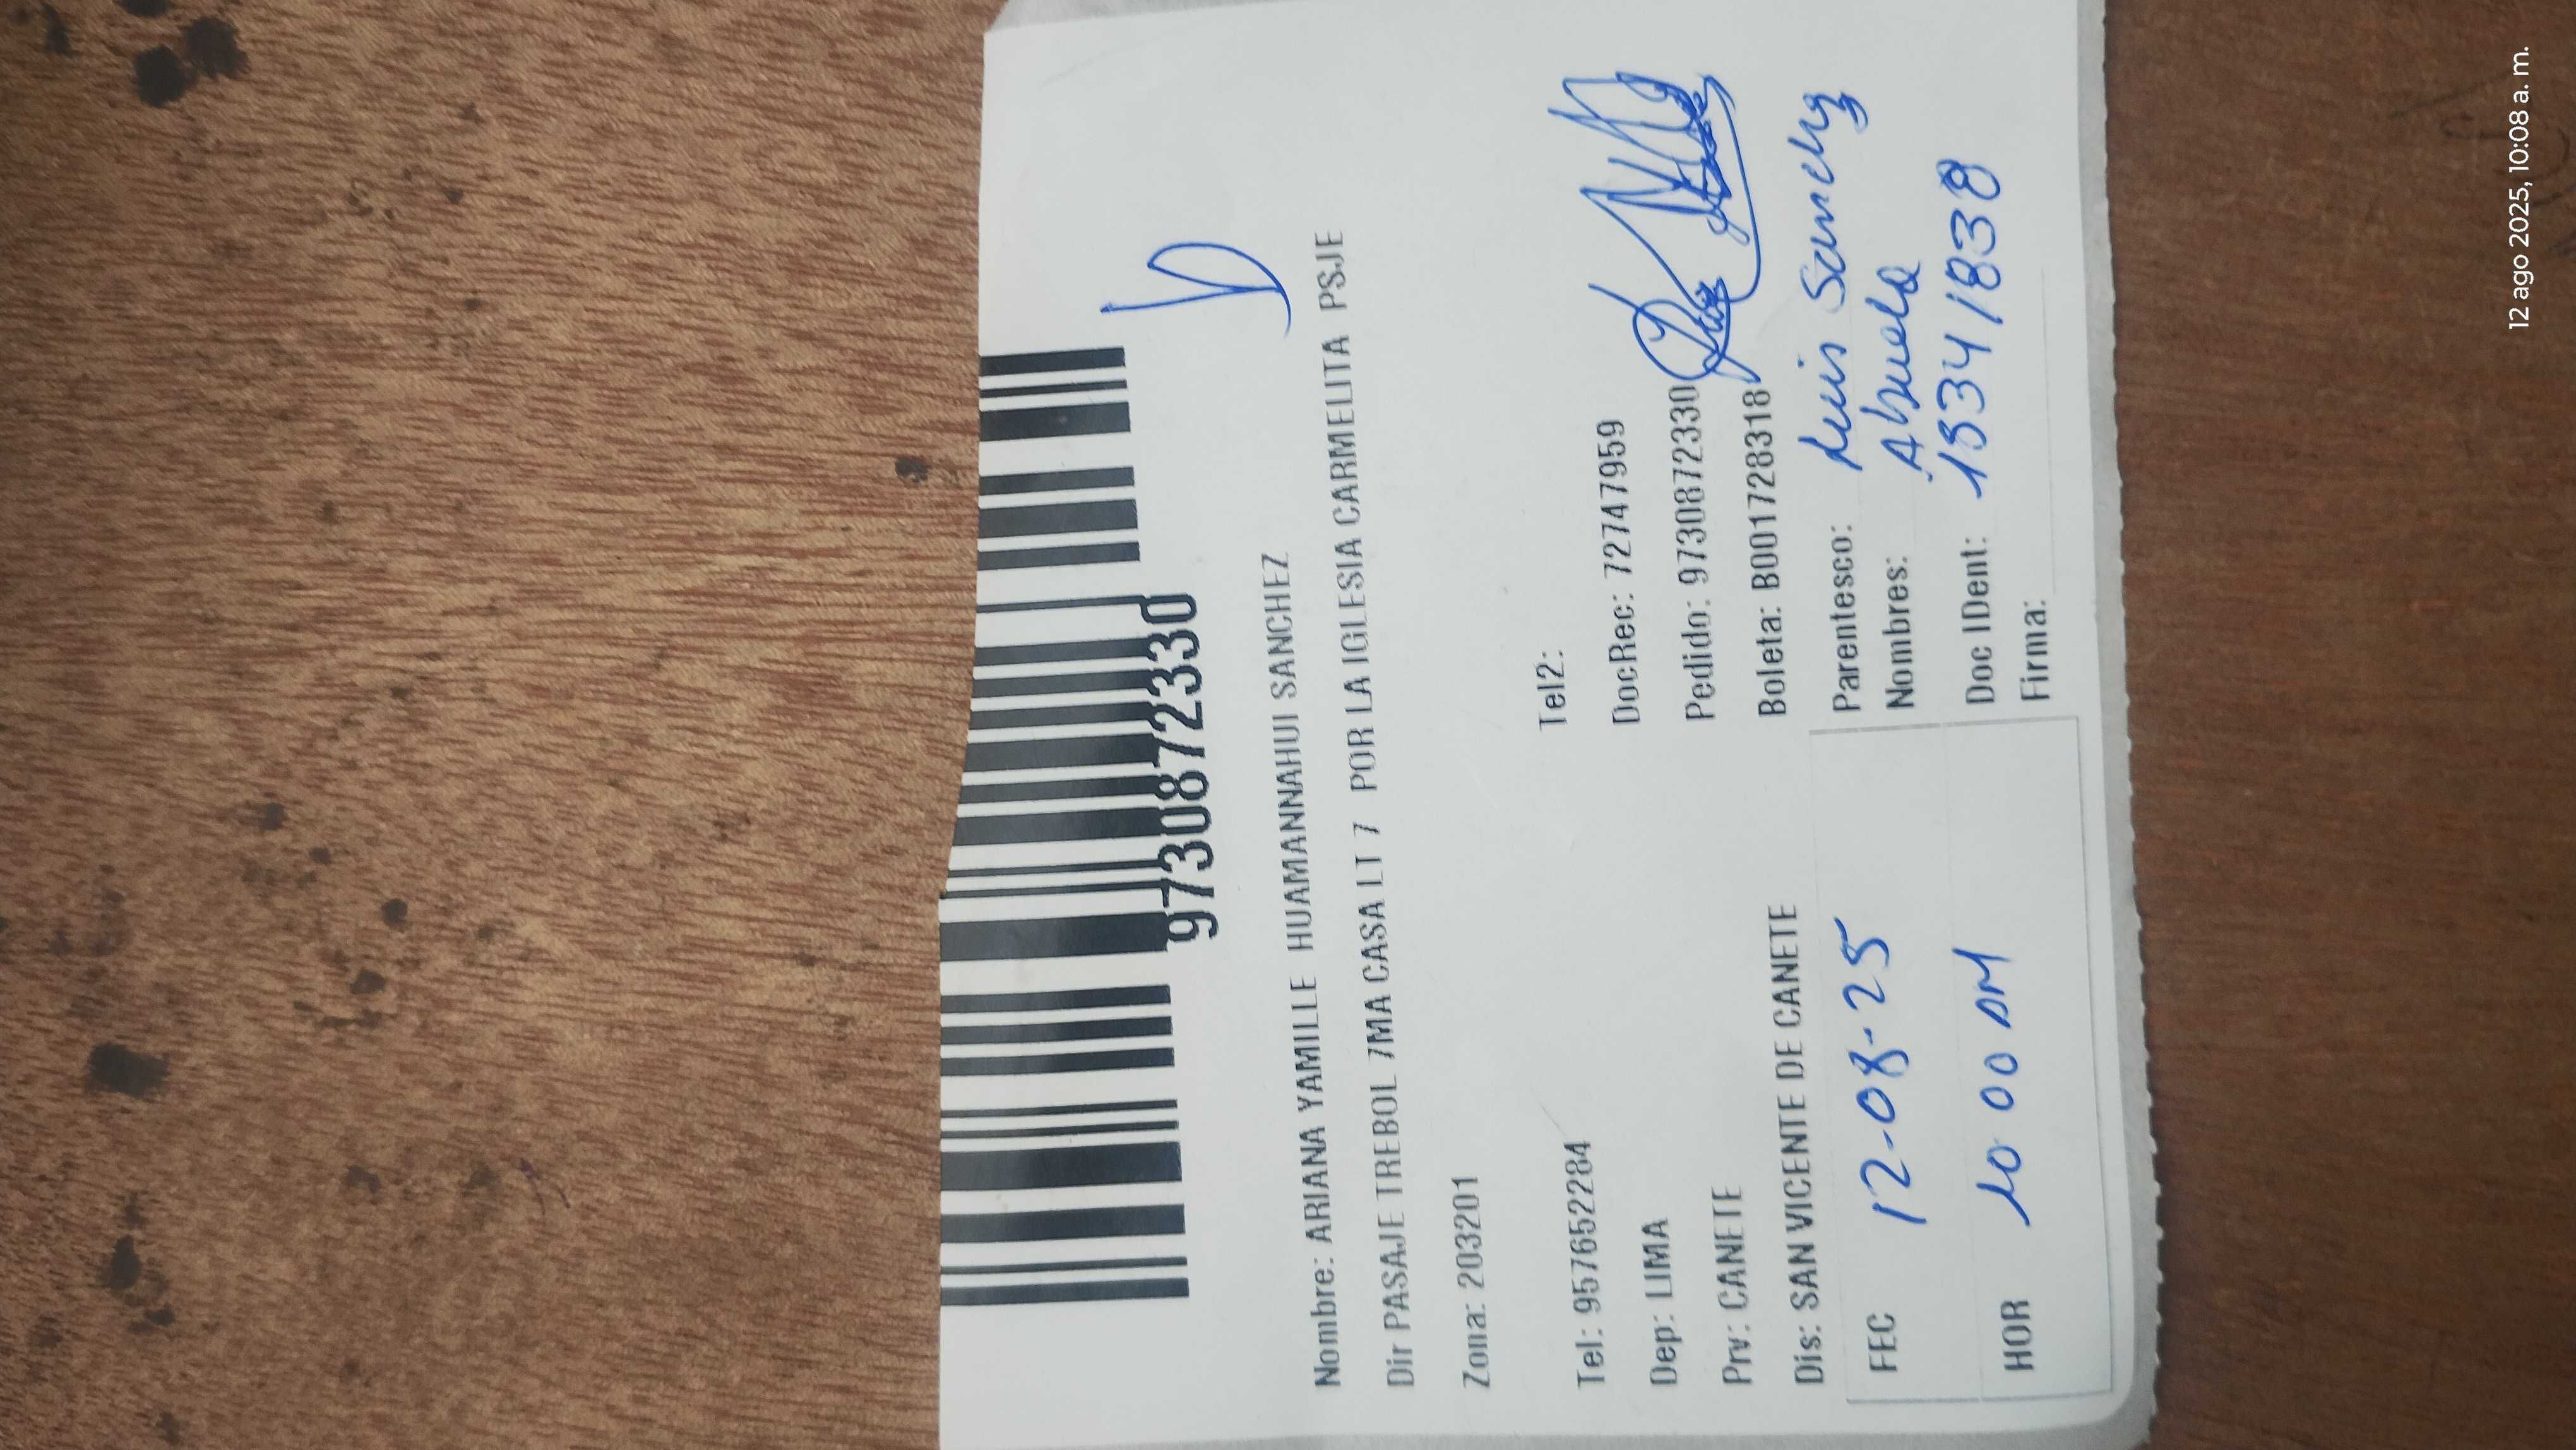 9730872330
Nombre: ARIANA YAMILLE HUAMANNAHUI SANCHEZ
Dir PASAJE TREBOL 7MA CASA LT 7 POR LA IGLESIA CARMELITA PSJE
Zona: 203201
Tel: 957652284 Tel2:
Dep: LIMA DocRec: 72747959
Prv: CANETE Pedido: 9730872330
Dis: SAN VICENTE DE CANETE Boleta: B001728318
FEC 12-08-25 Parentesco: Luis Sanchez
Nombres: Abuelo
HOR 10 00 AM Doc IDent: 15341838
Firma:
12 ago 2025, 10:08 a. m.